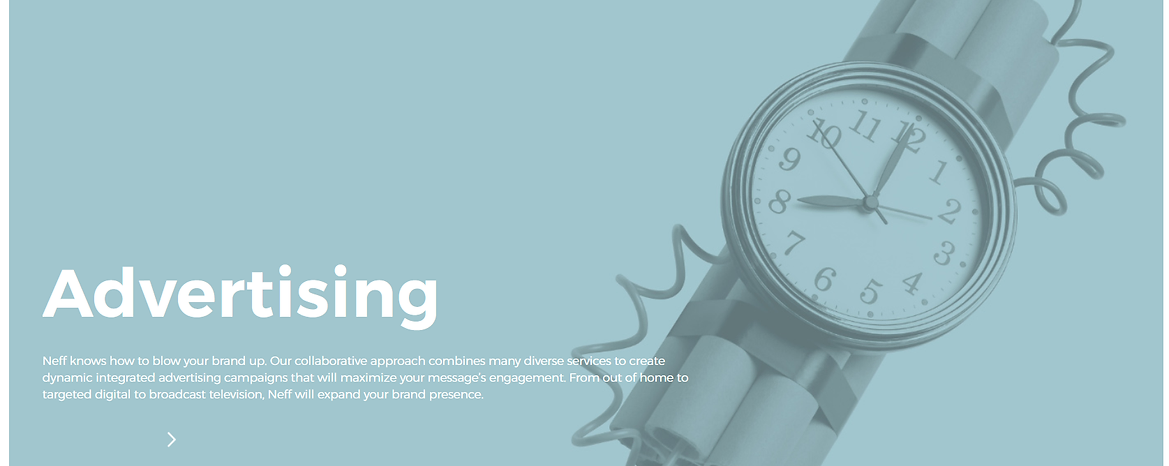 10 11 12
9 1
8 2
7 3
6 5 4
Advertising
Neff knows how to blow your brand up. Our collaborative approach combines many diverse services to create
dynamic integrated advertising campaigns that will maximize your message's engagement. From out of home to
targeted digital to broadcast television, Neff will expand your brand presence.